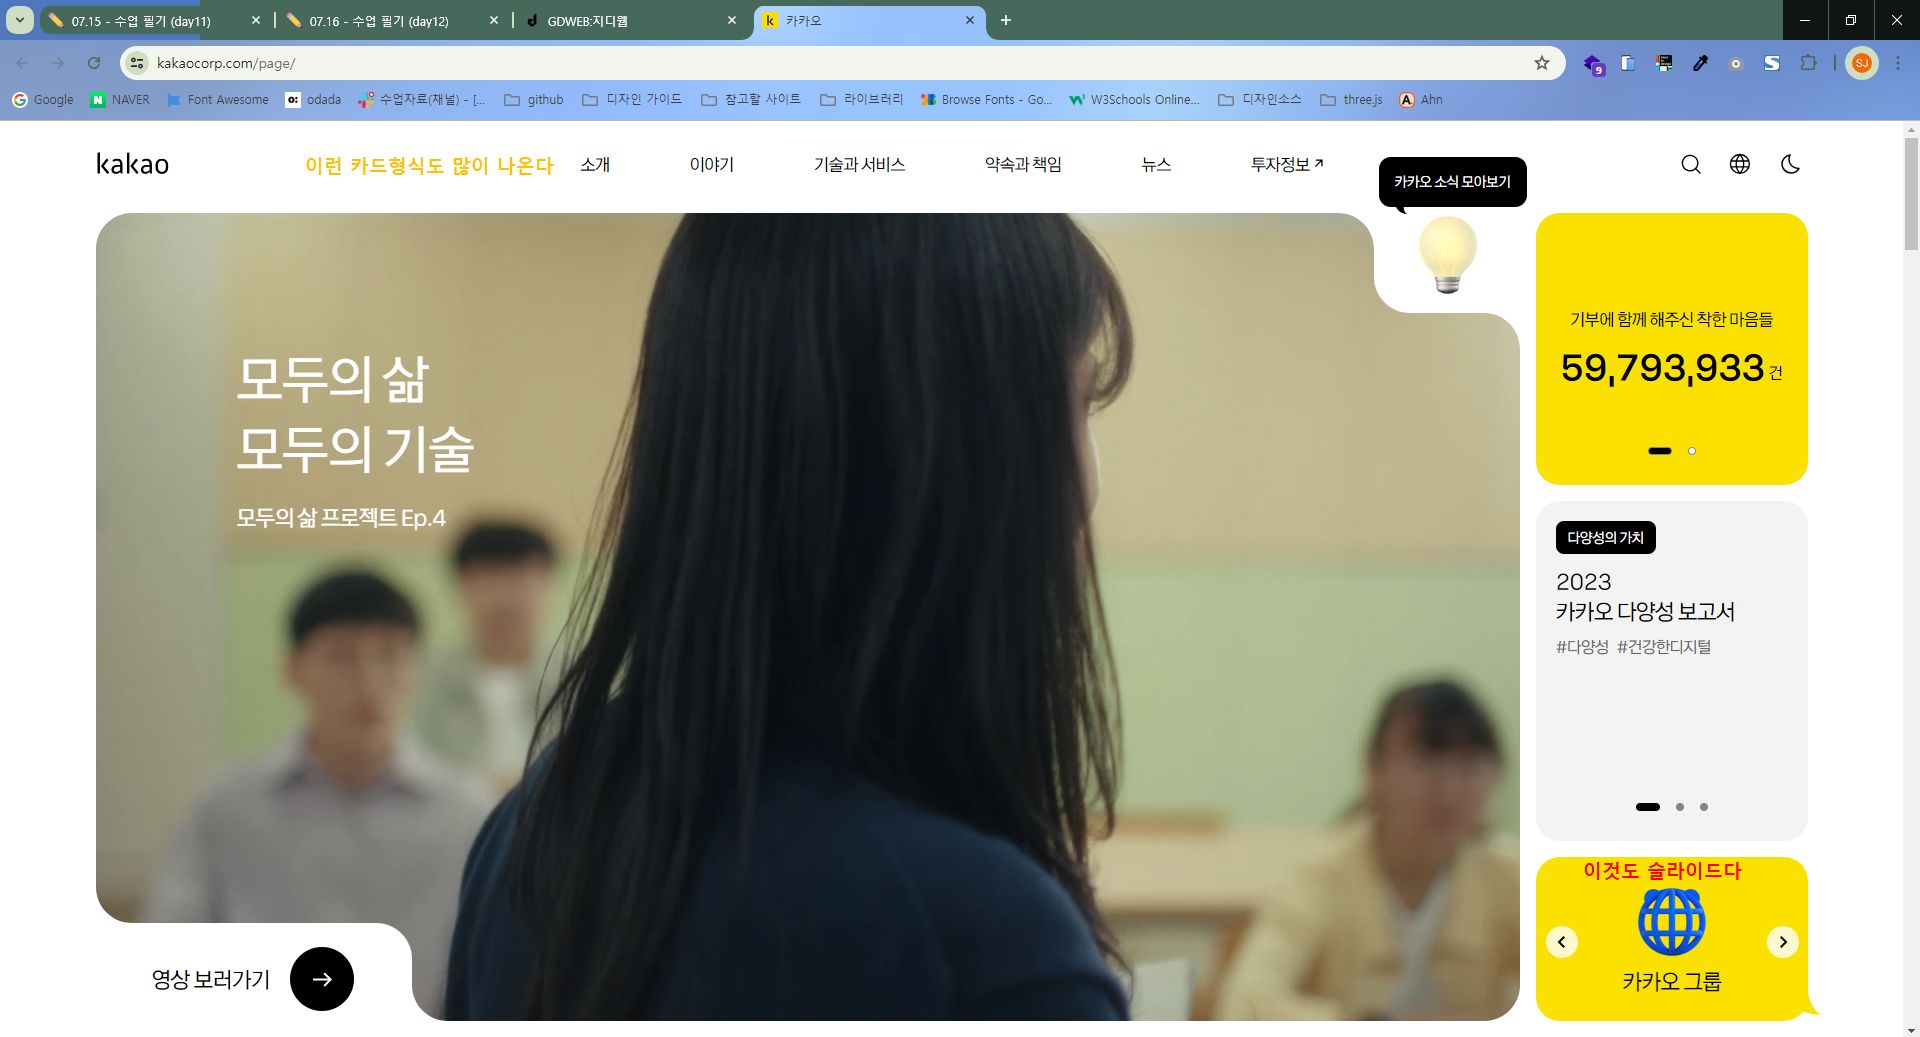 07.15 - 수업 필기 (day11)
07.16 - 수업 필기 (day12)
GDWEB:지디웹
카카오
kakaocorp.com/page/
9
SJ
Google
NAVER
Font Awesome
odada
수업자료(채널) - [...
github
디자인 가이드
참고할 사이트
라이브러리
Browse Fonts - Go...
W3Schools Online...
디자인소스
three.js
Ahn
kakao
이런 카드형식도 많이 나온다
소개
이야기
기술과 서비스
약속과 책임
뉴스
투자정보
카카오 소식 모아보기
모두의 삶
모두의 기술
모두의 삶 프로젝트 Ep.4
영상 보러가기
기부에 함께 해주신 착한 마음들
59,793,933 건
다양성의 가치
2023
카카오 다양성 보고서
#다양성 #건강한디지털
이것도 슬라이드다
카카오 그룹